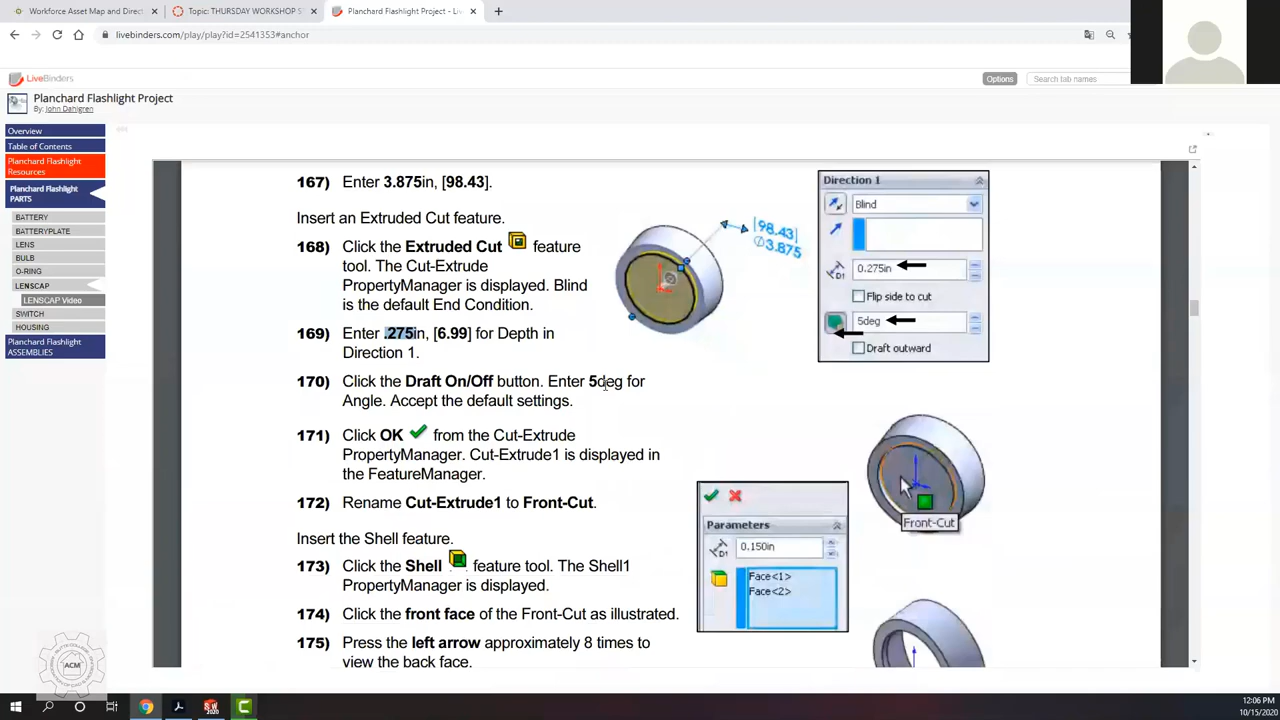 Workforce Asset Map and Direct
Topic: THURSDAY WORKSHOP S
Planchard Flashlight Project - Liv
livebinders.com/play/play?id=2541353#anchor
LiveBinders
Options
Search tab names
Planchard Flashlight Project
By: John Dahlgren
Overview
Table of Contents
Planchard Flashlight
Resources
Planchard Flashlight
PARTS
BATTERY
BATTERYPLATE
LENS
BULB
O-RING
LENSCAP
LENSCAP Video
SWITCH
HOUSING
Planchard Flashlight
ASSEMBLIES
167) Enter 3.875in, [98.43].
Insert an Extruded Cut feature.
168) Click the Extruded Cut feature
tool. The Cut-Extrude
PropertyManager is displayed. Blind
is the default End Condition.
169) Enter .275in, [6.99] for Depth in
Direction 1.
170) Click the Draft On/Off button. Enter 5deg for
Angle. Accept the default settings.
171) Click OK from the Cut-Extrude
PropertyManager. Cut-Extrude1 is displayed in
the FeatureManager.
172) Rename Cut-Extrude1 to Front-Cut.
Insert the Shell feature.
173) Click the Shell feature tool. The Shell1
PropertyManager is displayed.
174) Click the front face of the Front-Cut as illustrated.
175) Press the left arrow approximately 8 times to
view the back face.
[98.43]
∅3.875
Direction 1
Blind
D1
0.275in
Flip side to cut
5deg
Draft outward
Front-Cut
Parameters
D1
0.150in
Face<1>
Face<2>
ACM
SW
2020
12:06 PM
10/15/2020